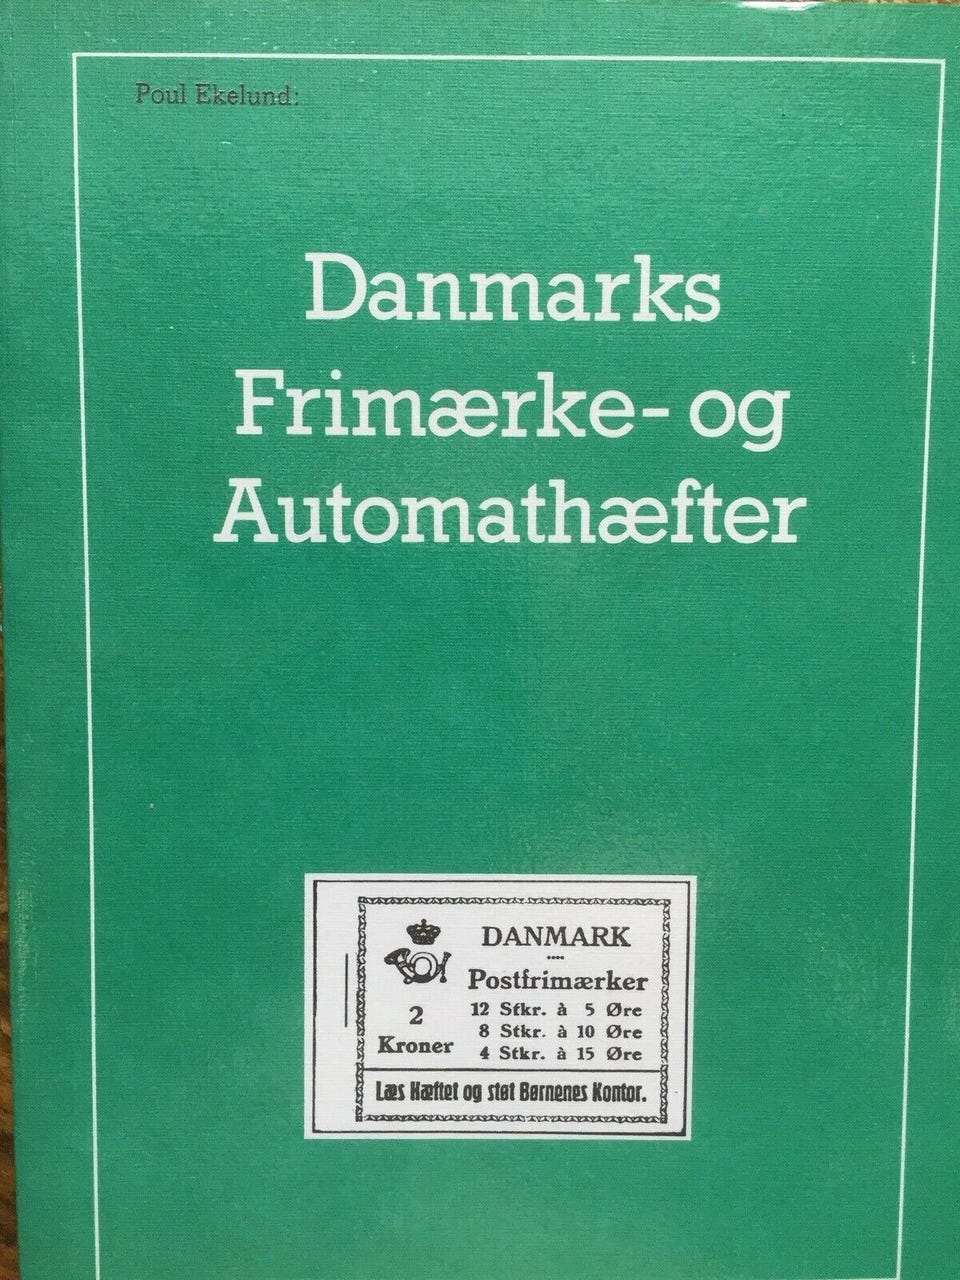 Poul Ekelund:
Danmarks
Frimærke- og
Automathæfter
DANMARK
Postfrimærker
2
Kroner
12 Stkr. à 5 Øre
8 Stkr. à 10 Øre
4 Stkr. à 15 Øre
Læs Hæftet og støt Børnenes Kontor.